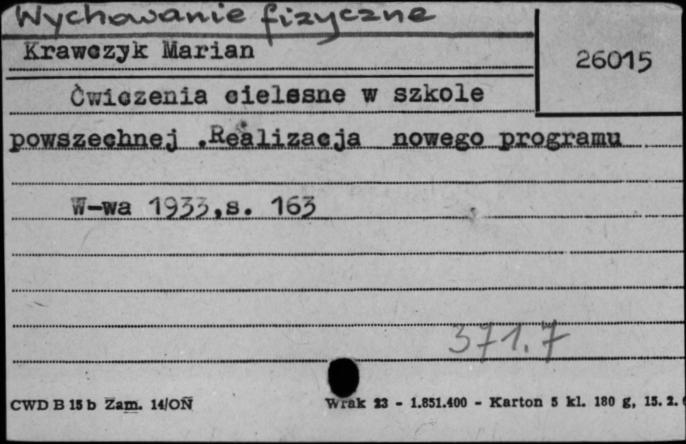 Wychowanie fizyczne
Krawczyk Marian
26015
Ćwiczenia cielesne w szkole
powszechnej .Realizacja nowego programu
W-wa 1933,s. 163
371.7
CWD B 15 b Zam. 14/ON
Wrak 23 - 1.851.400 - Karton 5 kl. 180 g, 15. 2.